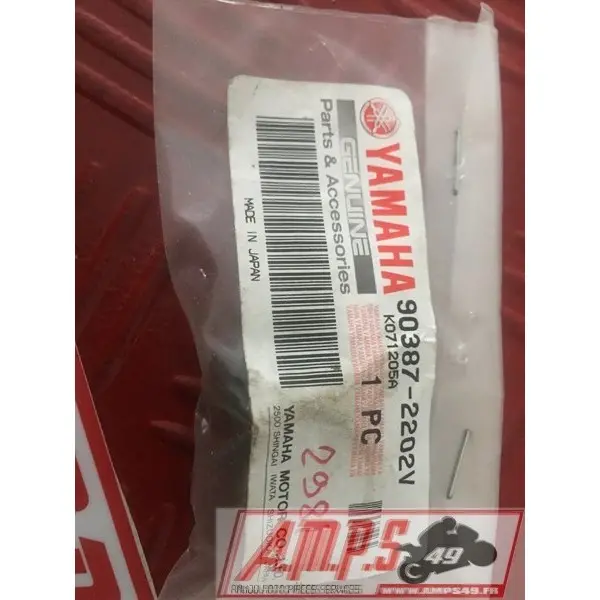 YAMAHA
GENUINE
Parts & Accessories
90387-2202V
K071205A
1 PC
MADE IN JAPAN
YAMAHA MOTOR CO.,
2500 SHINGAI IWATA
A.M.P.S
49
WWW.AMPS49.FR